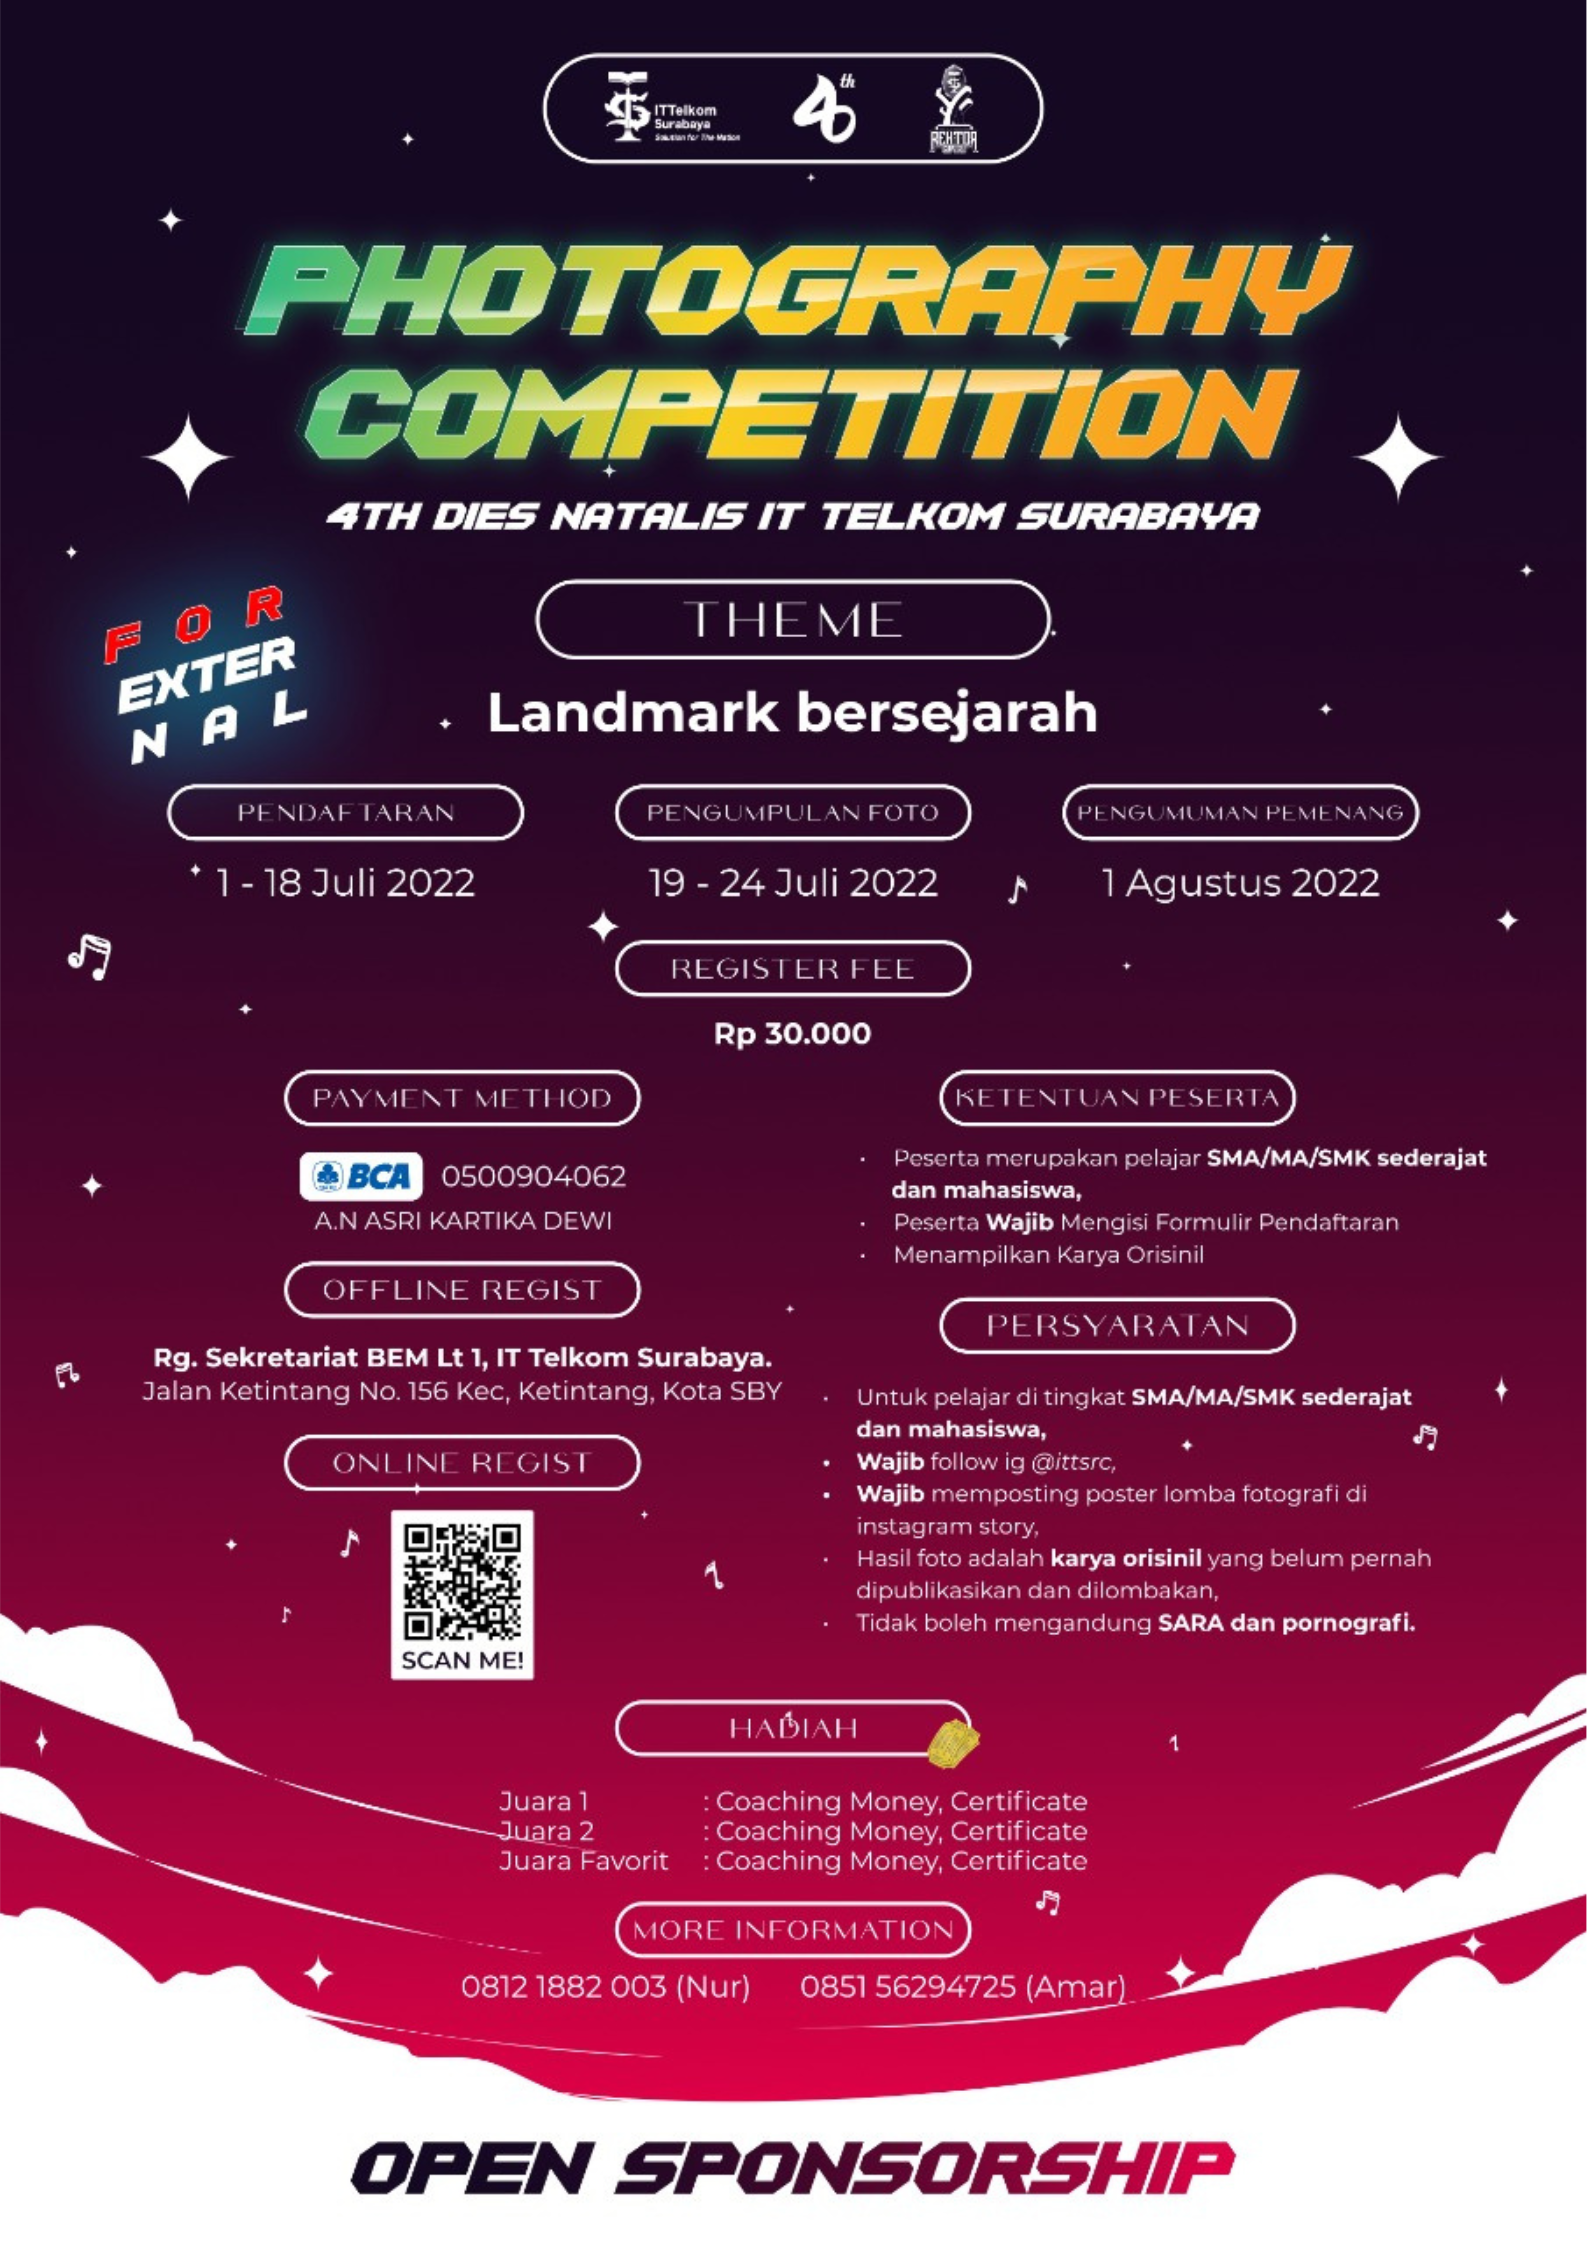 ITTelkom
Surabaya
Solution for The Nation
4th
REKTOR
PHOTOGRAPHY
COMPETITION
4TH DIES NATALIS IT TELKOM SURABAYA
FOR
EXTER
NAL
THEME
Landmark bersejarah
PENDAFTARAN
1 - 18 Juli 2022
PENGUMPULAN FOTO
19 - 24 Juli 2022
PENGUMUMAN PEMENANG
1 Agustus 2022
REGISTER FEE
Rp 30.000
PAYMENT METHOD
BCA 0500904062
A.N ASRI KARTIKA DEWI
OFFLINE REGIST
Rg. Sekretariat BEM Lt 1, IT Telkom Surabaya.
Jalan Ketintang No. 156 Kec, Ketintang, Kota SBY
ONLINE REGIST
SCAN ME!
KETENTUAN PESERTA
· Peserta merupakan pelajar SMA/MA/SMK sederajat
dan mahasiswa,
· Peserta Wajib Mengisi Formulir Pendaftaran
· Menampilkan Karya Orisinil
PERSYARATAN
· Untuk pelajar di tingkat SMA/MA/SMK sederajat
dan mahasiswa,
· Wajib follow ig @ittsrc,
· Wajib memposting poster lomba fotografi di
instagram story,
· Hasil foto adalah karya orisinil yang belum pernah
dipublikasikan dan dilombakan,
· Tidak boleh mengandung SARA dan pornografi.
HADIAH
Juara 1 : Coaching Money, Certificate
Juara 2 : Coaching Money, Certificate
Juara Favorit : Coaching Money, Certificate
MORE INFORMATION
0812 1882 003 (Nur) 0851 56294725 (Amar)
OPEN SPONSORSHIP